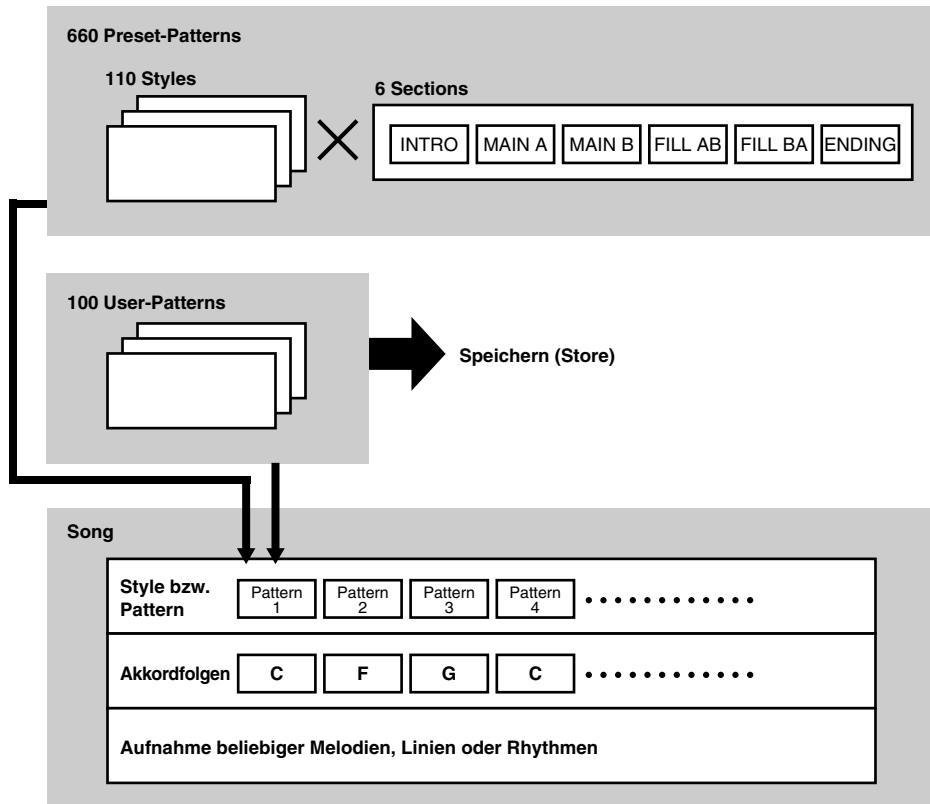 660 Preset-Patterns
110 Styles
6 Sections
INTRO MAIN A MAIN B FILL AB FILL BA ENDING
100 User-Patterns
Speichern (Store)
Song
Style bzw.
Pattern
Pattern
1
Pattern
2
Pattern
3
Pattern
4
Akkordfolgen C F G C
Aufnahme beliebiger Melodien, Linien oder Rhythmen